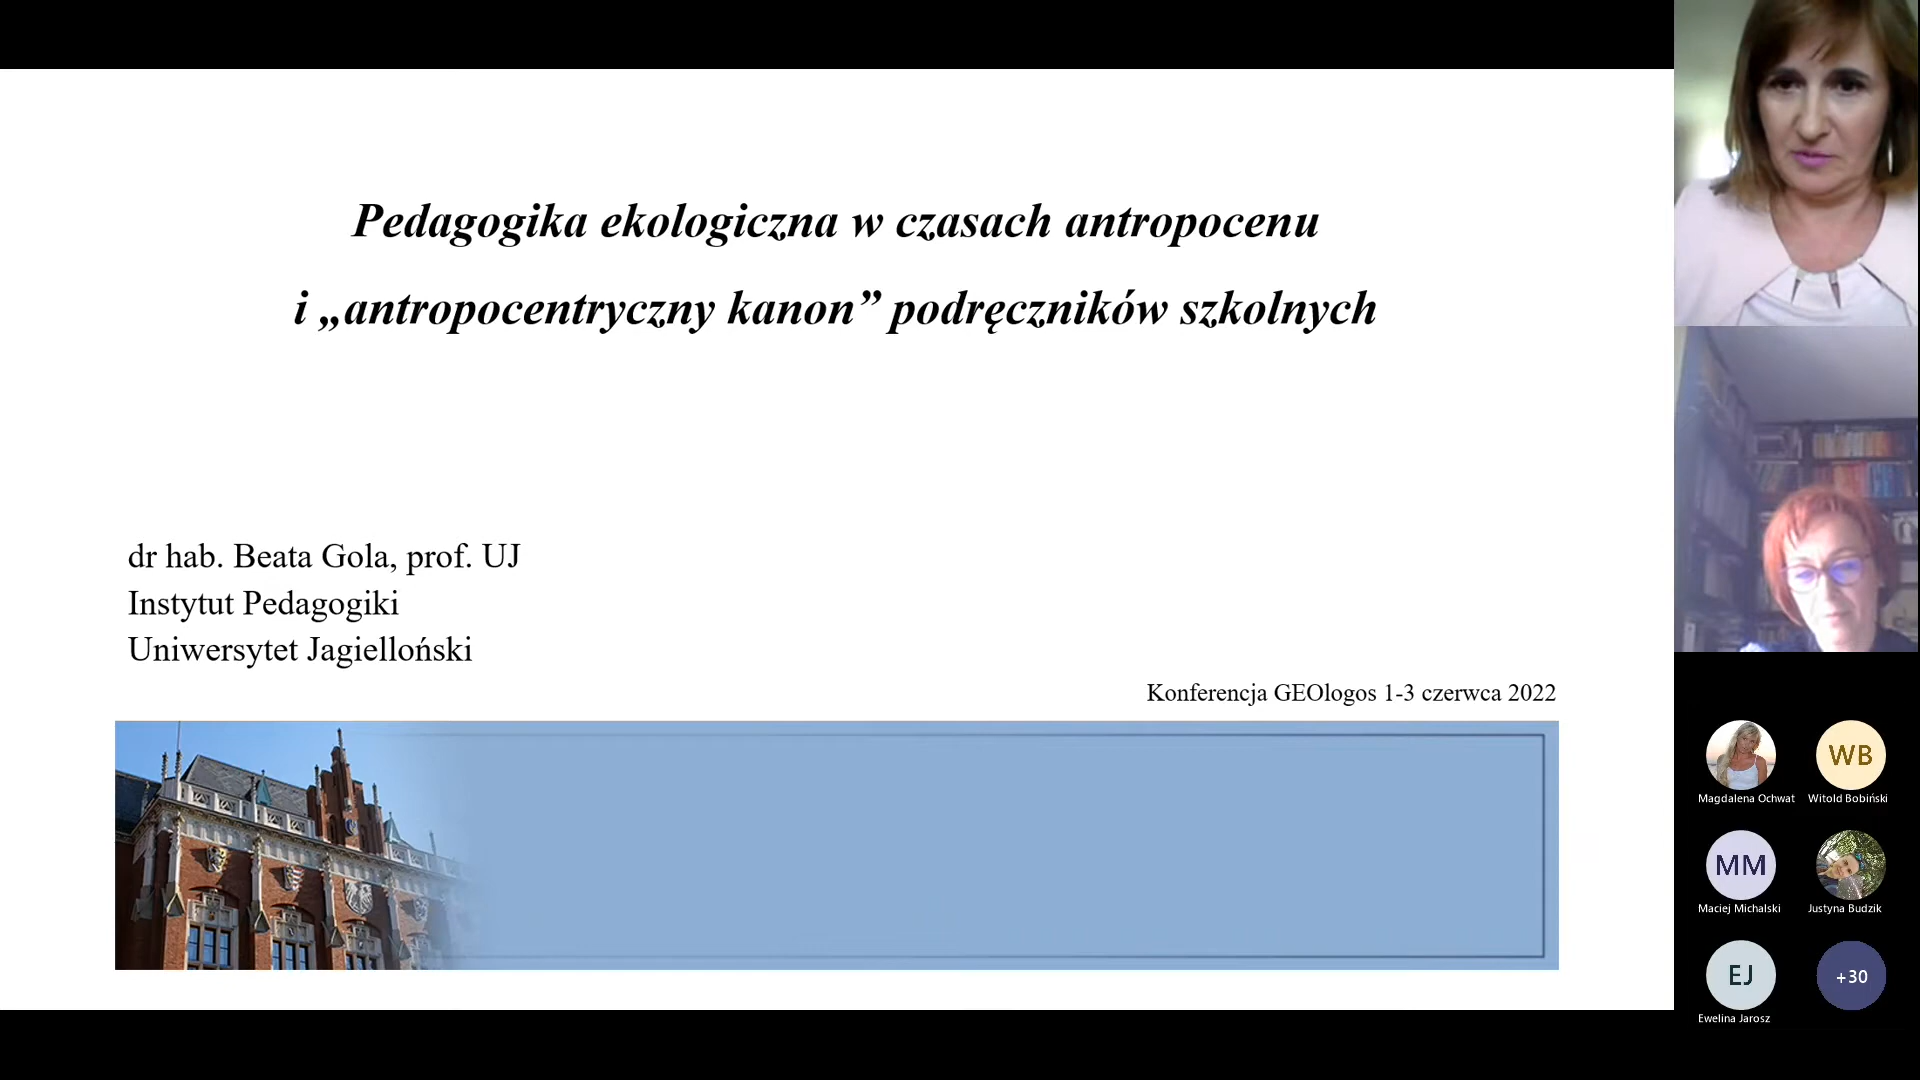 Pedagogika ekologiczna w czasach antropocenu
i „antropocentryczny kanon” podręczników szkolnych
dr hab. Beata Gola, prof. UJ
Instytut Pedagogiki
Uniwersytet Jagielloński
Konferencja GEOlogos 1-3 czerwca 2022
WB
Magdalena Ochwat
Witold Bobiński
MM
Maciej Michalski
Justyna Budzik
EJ
+30
Ewelina Jarosz